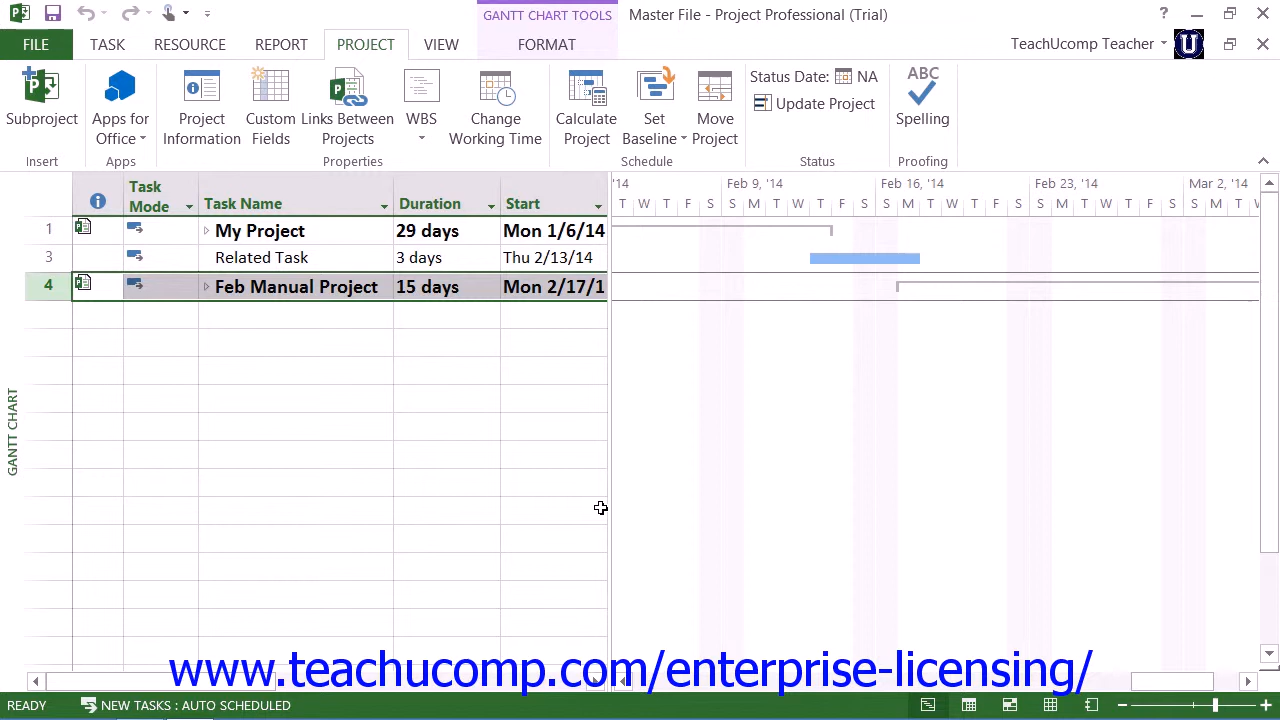 GANTT CHART TOOLS
Master File - Project Professional (Trial)
?
FILE
TASK
RESOURCE
REPORT
PROJECT
VIEW
FORMAT
TeachUcomp Teacher
U
Subproject
Apps for Office
Project Information
Custom Fields
Links Between Projects
WBS
Change Working Time
Calculate Project
Set Baseline
Move Project
Status Date: NA
Update Project
ABC
Spelling
Insert
Apps
Properties
Schedule
Status
Proofing
Task Mode
Task Name
Duration
Start
'14
Feb 9, '14
Feb 16, '14
Feb 23, '14
Mar 2, '14
T W T F S S M T W T F S S M T W T F S S M T W T F S S M T W
1 My Project 29 days Mon 1/6/14
3 Related Task 3 days Thu 2/13/14
4 Feb Manual Project 15 days Mon 2/17/1
GANTT CHART
www.teachucomp.com/enterprise-licensing/
READY
NEW TASKS : AUTO SCHEDULED